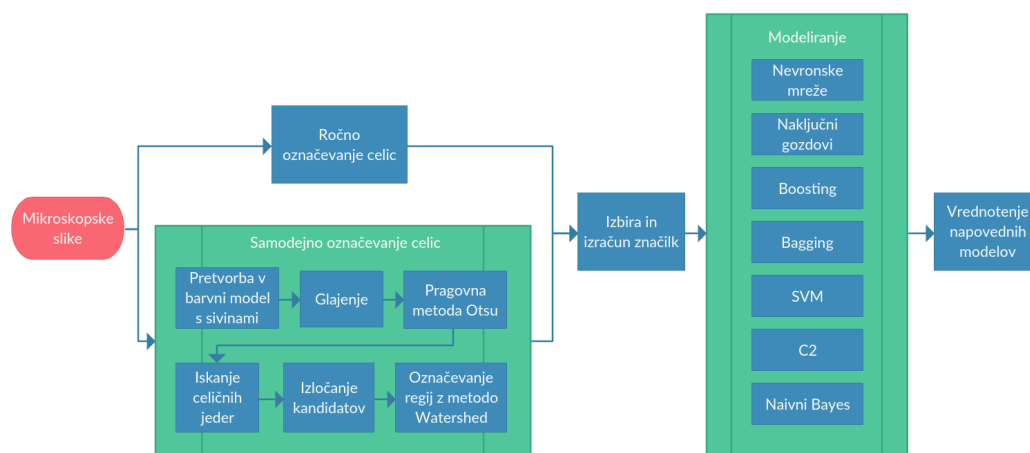 Mikroskopske
slike
Ročno
označevanje celic
Samodejno označevanje celic
Pretvorba v
barvni model
s sivinami
Glajenje
Pragovna
metoda Otsu
Iskanje
celičnih
jeder
Izločanje
kandidatov
Označevanje
regij z metodo
Watershed
Izbira in
izračun značilk
Modeliranje
Nevronske
mreže
Naključni
gozdovi
Boosting
Bagging
SVM
C2
Naivni Bayes
Vrednotenje
napovednih
modelov